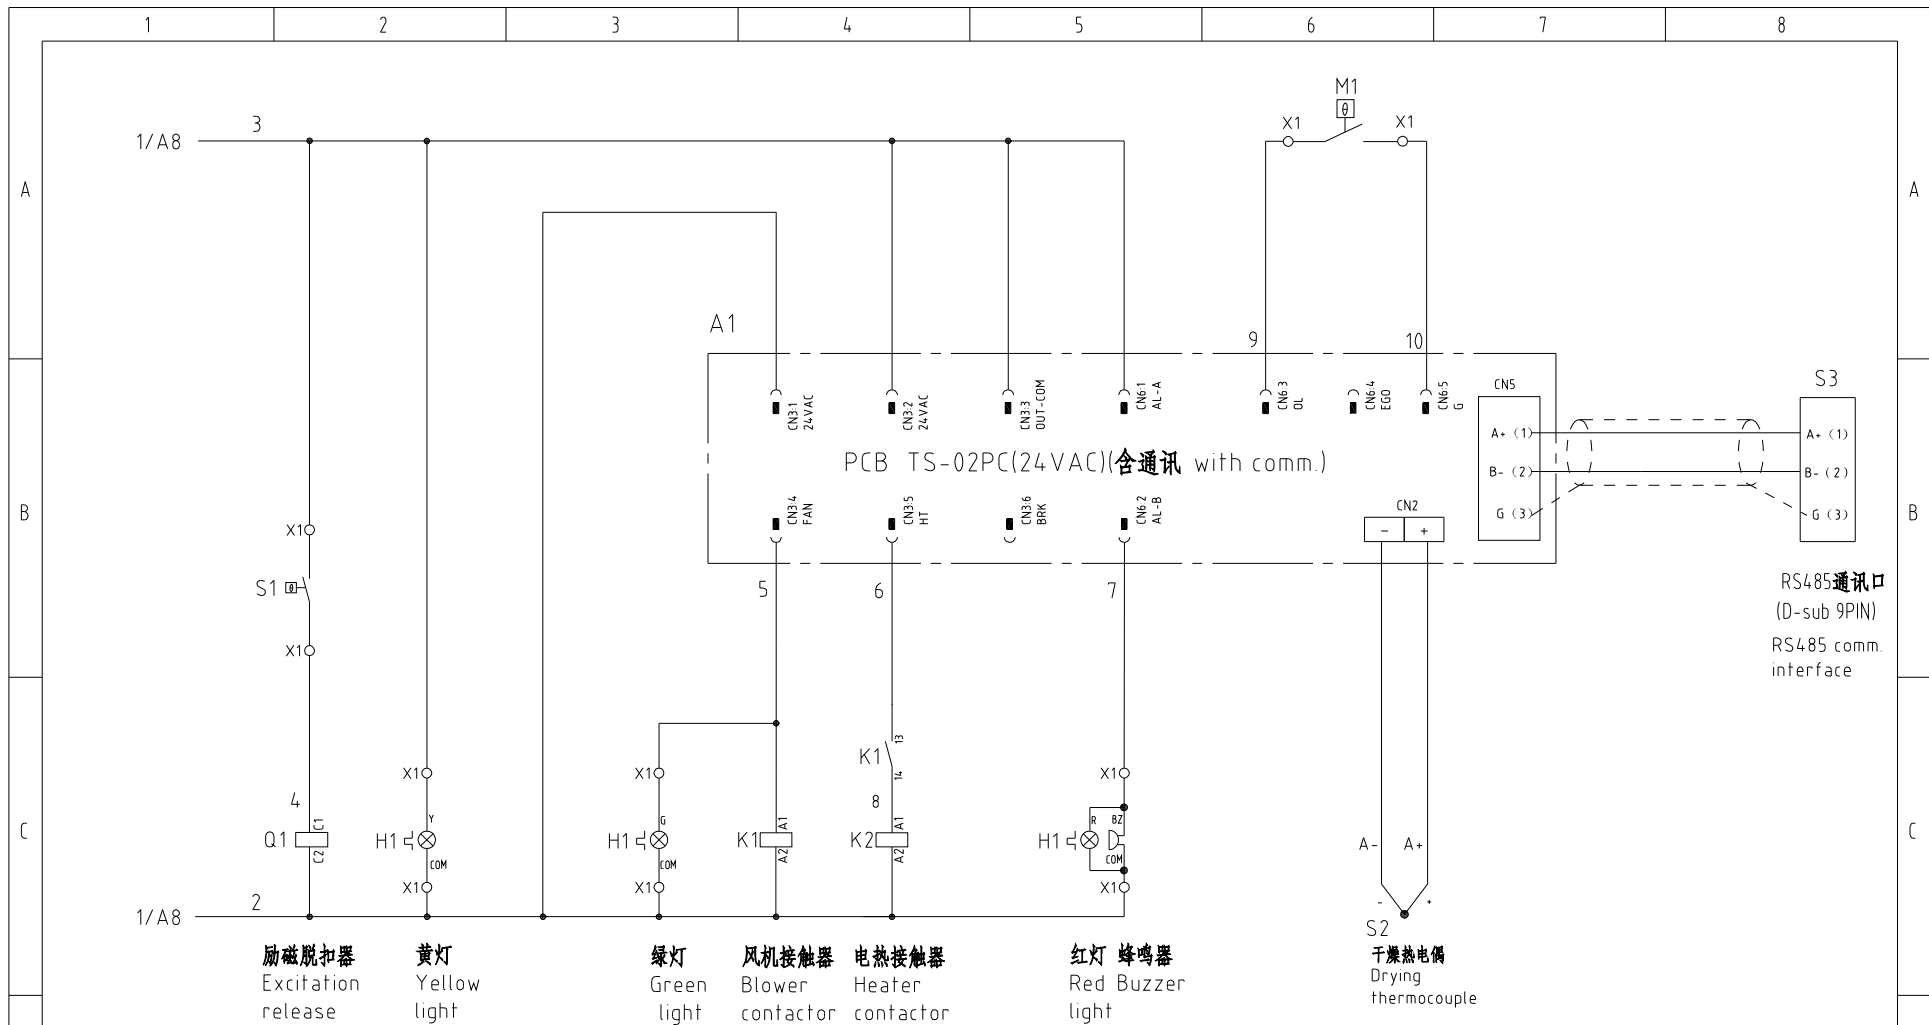 1 2 3 4 5 6 7 8
A A
B B
C C
M1
θ
X1 X1
1/A8 3
A1
9 10
CN3:1 24VAC
CN3:2 24VAC
CN3:3 OUT-COM
CN6:1 AL-A
CN6:3 OL
CN6:4 EGO
CN6:5 G
CN5
A+ (1)
B- (2)
G (3)
S3
A+ (1)
B- (2)
G (3)
PCB TS-02PC(24VAC)(含通讯 with comm.)
CN3:4 FAN
CN3:5 HT
CN3:6 BRK
CN6:2 AL-B
CN2
- +
RS485通讯口
(D-sub 9PIN)
RS485 comm.
interface
X1
S1 θ
X1
5 6 7
K1 13 14
X1 X1 X1
4 8
Q1 C1 C2
H1 Y COM
H1 G COM
K1 A1 A2
K2 A1 A2
H1 R BZ COM
A- A+
X1 X1 X1
1/A8 2
- +
S2
励磁脱扣器
Excitation
release
黄灯
Yellow
light
绿灯
Green
light
风机接触器
Blower
contactor
电热接触器
Heater
contactor
红灯 蜂鸣器
Red Buzzer
light
干燥热电偶
Drying
thermocouple